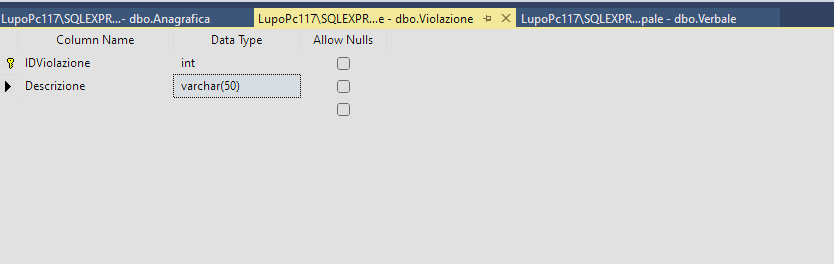 LupoPc117\SQLEXPR...- dbo.Anagrafica LupoPc117\SQLEXPR...e - dbo.Violazione LupoPc117\SQLEXPR...pale - dbo.Verbale
Column Name Data Type Allow Nulls
IDViolazione int
Descrizione varchar(50)